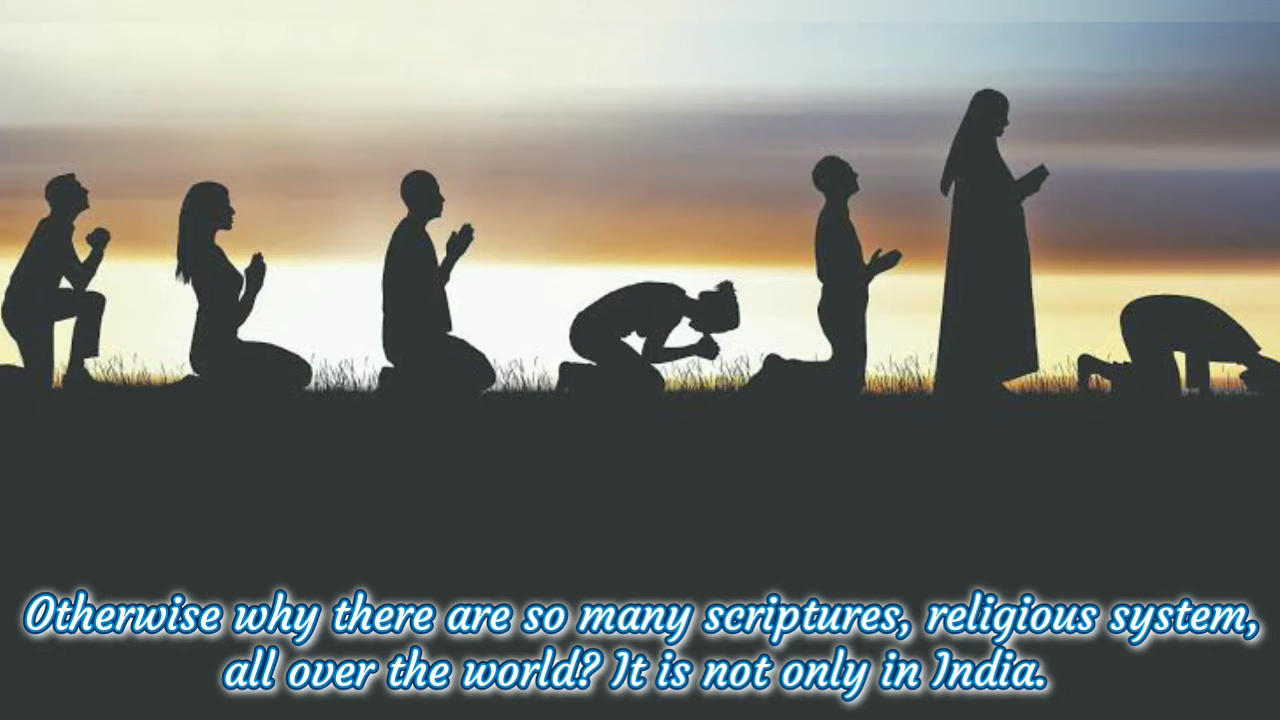 Otherwise why there are so many scriptures, religious system,
all over the world? It is not only in India.